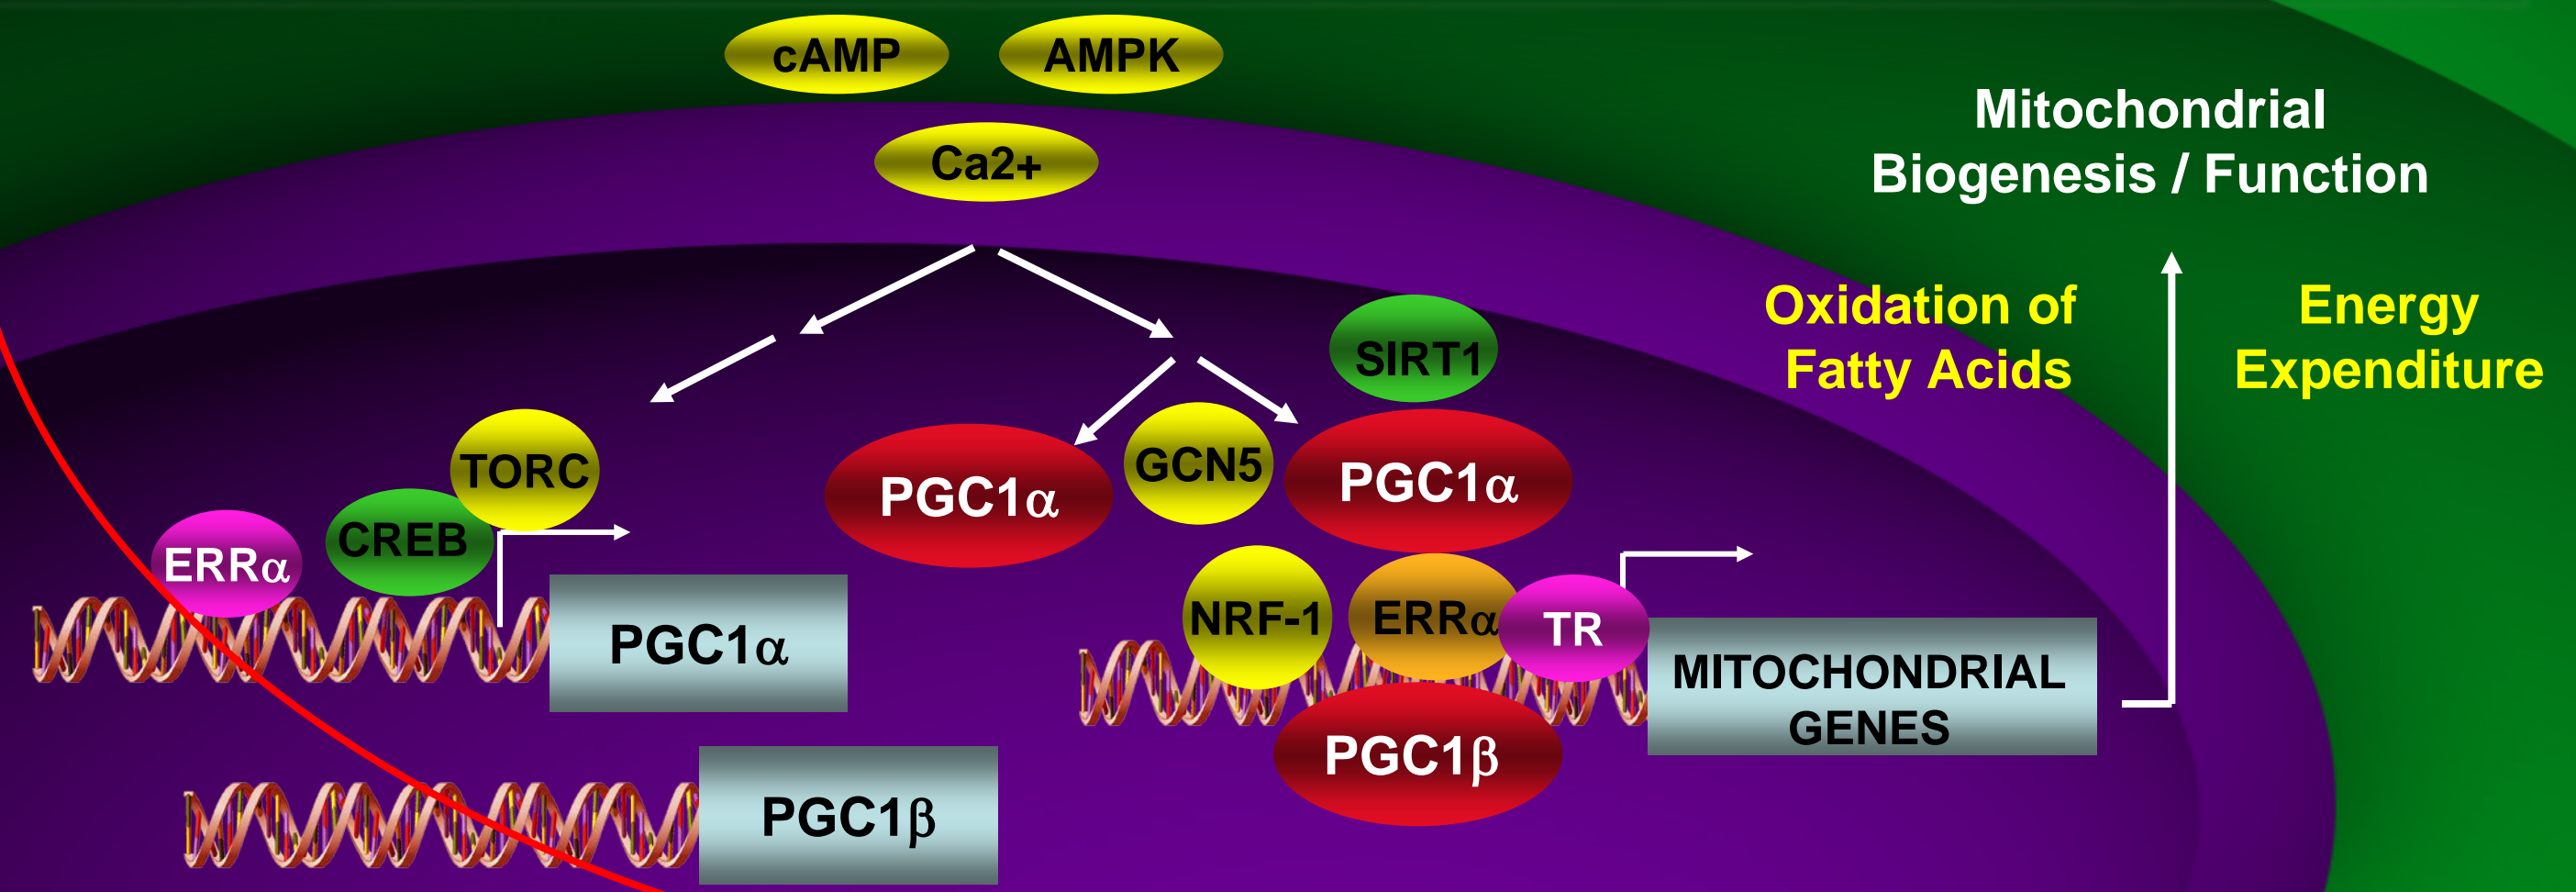 cAMP
AMPK
Ca2+
Mitochondrial
Biogenesis / Function
Oxidation of
Fatty Acids
Energy
Expenditure
SIRT1
TORC
GCN5
PGC1α
PGC1α
CREB
ERRα
NRF-1
ERRα
TR
PGC1α
MITOCHONDRIAL
GENES
PGC1β
PGC1β